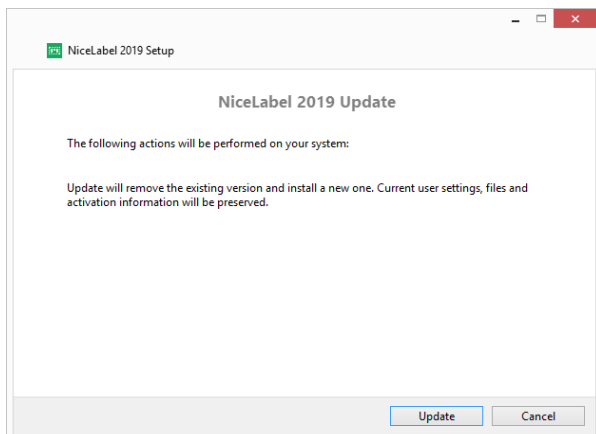 NiceLabel 2019 Setup
NiceLabel 2019 Update
The following actions will be performed on your system:
Update will remove the existing version and install a new one. Current user settings, files and
activation information will be preserved.
Update
Cancel